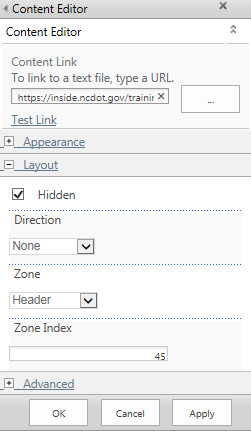 Content Editor
Content Editor
Content Link
To link to a text file, type a URL.
https://inside.ncdot.gov/trainir
...
Test Link
Appearance
Layout
Hidden
Direction
None
Zone
Header
Zone Index
45
Advanced
OK
Cancel
Apply